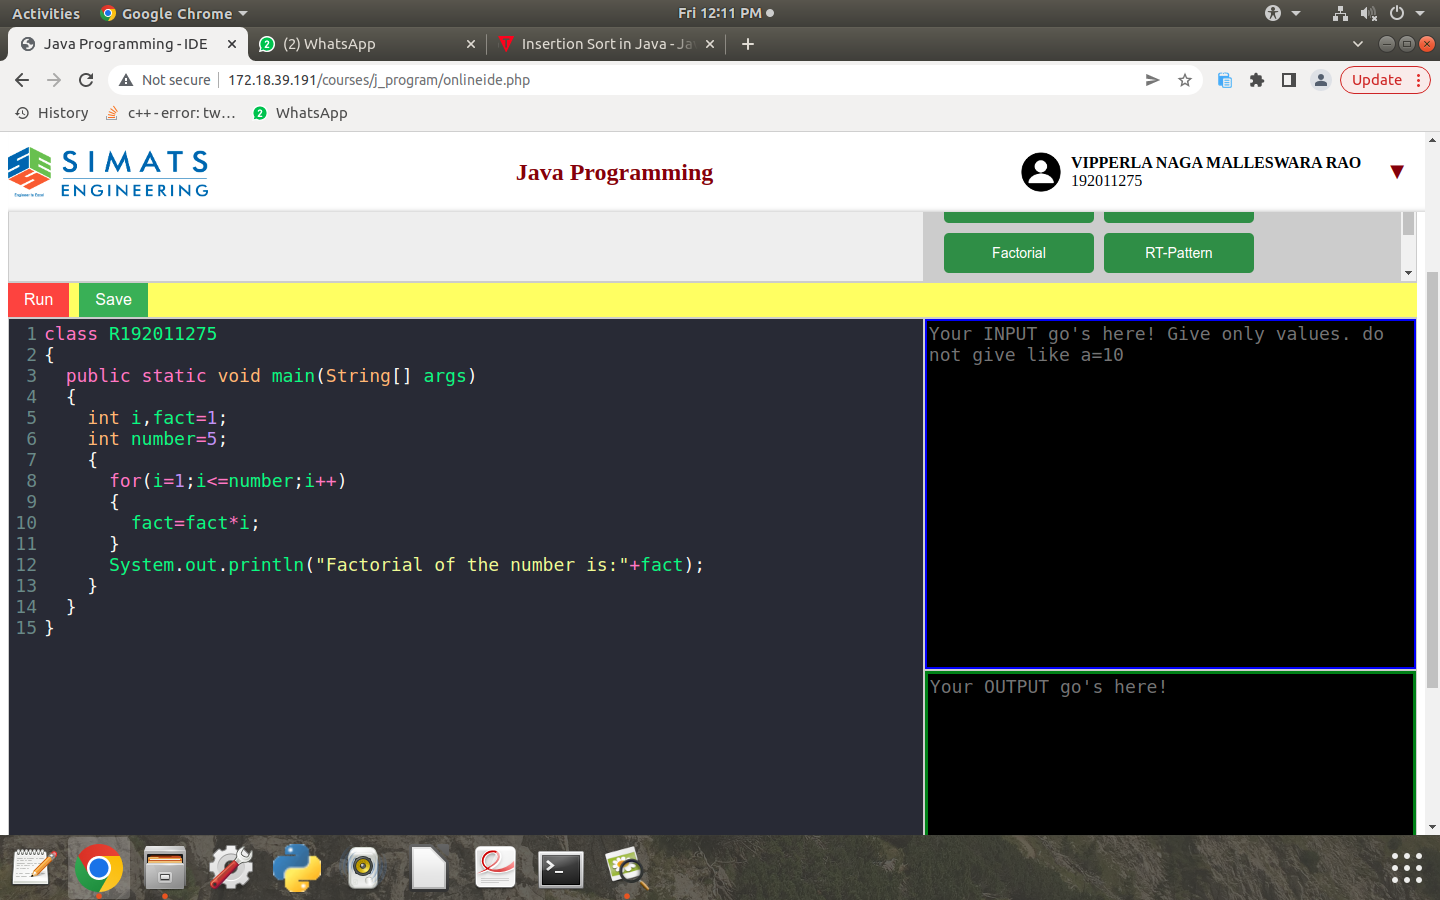 Activities Google Chrome Fri 12:11 PM
Java Programming - IDE (2) WhatsApp Insertion Sort in Java - Ja
Not secure 172.18.39.191/courses/j_program/onlineide.php Update
History c++ - error: tw… WhatsApp
SIMATS
ENGINEERING
Engineer to Excel
Java Programming
VIPPERLA NAGA MALLESWARA RAO
192011275
Factorial RT-Pattern
Run Save
1 class R192011275
2 {
3 public static void main(String[] args)
4 {
5 int i,fact=1;
6 int number=5;
7 {
8 for(i=1;i<=number;i++)
9 {
10 fact=fact*i;
11 }
12 System.out.println("Factorial of the number is:"+fact);
13 }
14 }
15 }
Your INPUT go's here! Give only values. do
not give like a=10
Your OUTPUT go's here!